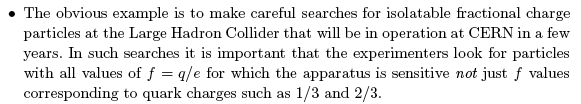 • The obvious example is to make careful searches for isolatable fractional charge
particles at the Large Hadron Collider that will be in operation at CERN in a few
years. In such searches it is important that the experimenters look for particles
with all values of f = q/e for which the apparatus is sensitive not just f values
corresponding to quark charges such as 1/3 and 2/3.